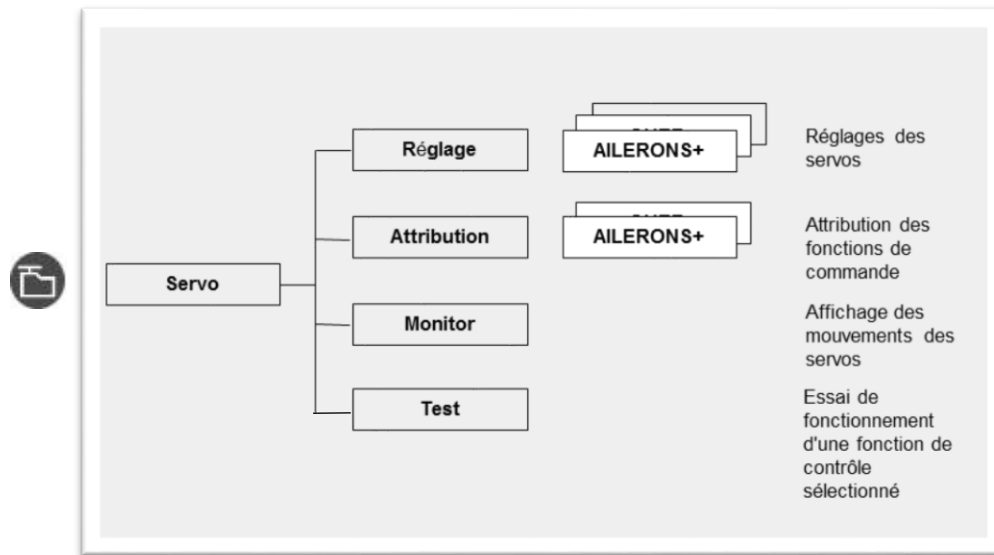 Réglage
AILERONS+
Réglages des
servos
Attribution
AILERONS+
Attribution des
fonctions de
commande
Servo
Monitor
Affichage des
mouvements des
servos
Test
Essai de
fonctionnement
d'une fonction de
contrôle
sélectionné